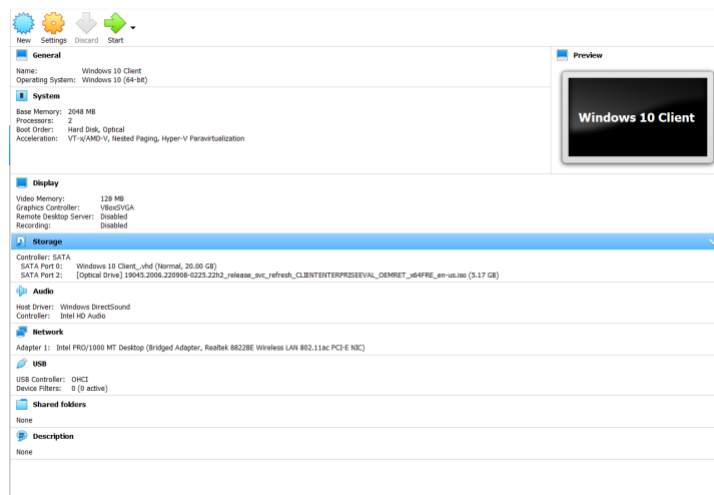 New Settings Discard Start
General
Name: Windows 10 Client
Operating System: Windows 10 (64-bit)
System
Base Memory: 2048 MB
Processors: 2
Boot Order: Hard Disk, Optical
Acceleration: VT-x/AMD-V, Nested Paging, Hyper-V Paravirtualization
Preview
Windows 10 Client
Display
Video Memory: 128 MB
Graphics Controller: VBoxSVGA
Remote Desktop Server: Disabled
Recording: Disabled
Storage
Controller: SATA
SATA Port 0: Windows 10 Client_.vhd (Normal, 20.00 GB)
SATA Port 2: [Optical Drive] 19045.2006.220908-0225.22h2_release_svc_refresh_CLIENTENTERPRISEEVAL_OEMRET_x64FRE_en-us.iso (5.17 GB)
Audio
Host Driver: Windows DirectSound
Controller: Intel HD Audio
Network
Adapter 1: Intel PRO/1000 MT Desktop (Bridged Adapter, Realtek 8822BE Wireless LAN 802.11ac PCI-E NIC)
USB
USB Controller: OHCI
Device Filters: 0 (0 active)
Shared folders
None
Description
None